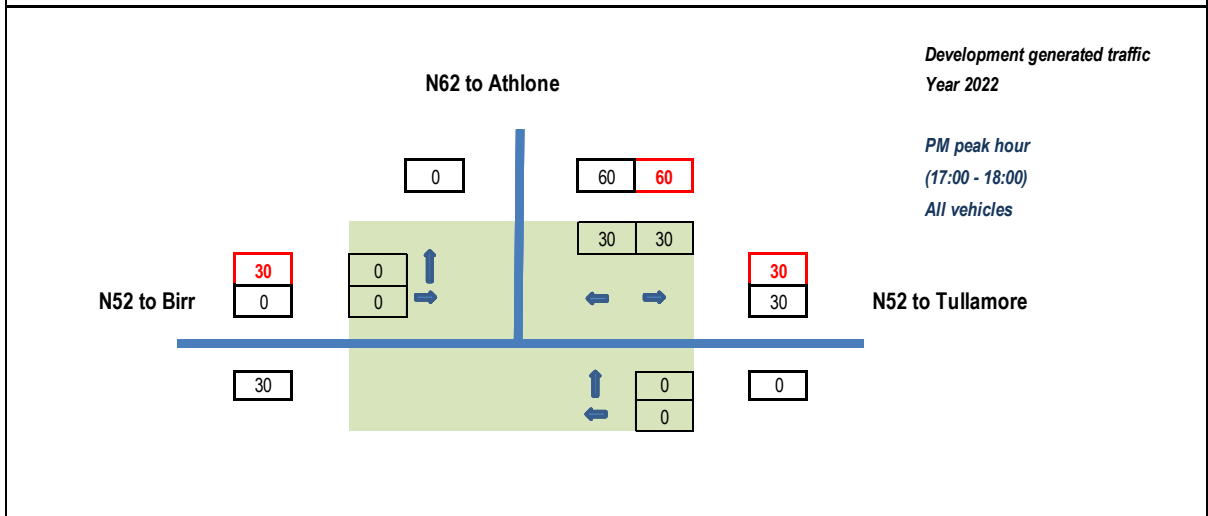 Development generated traffic
Year 2022
N62 to Athlone
PM peak hour
(17:00 - 18:00)
All vehicles
0
60 60
30 30
30
0
30
N52 to Birr
0
0
30
N52 to Tullamore
30
0
0
0